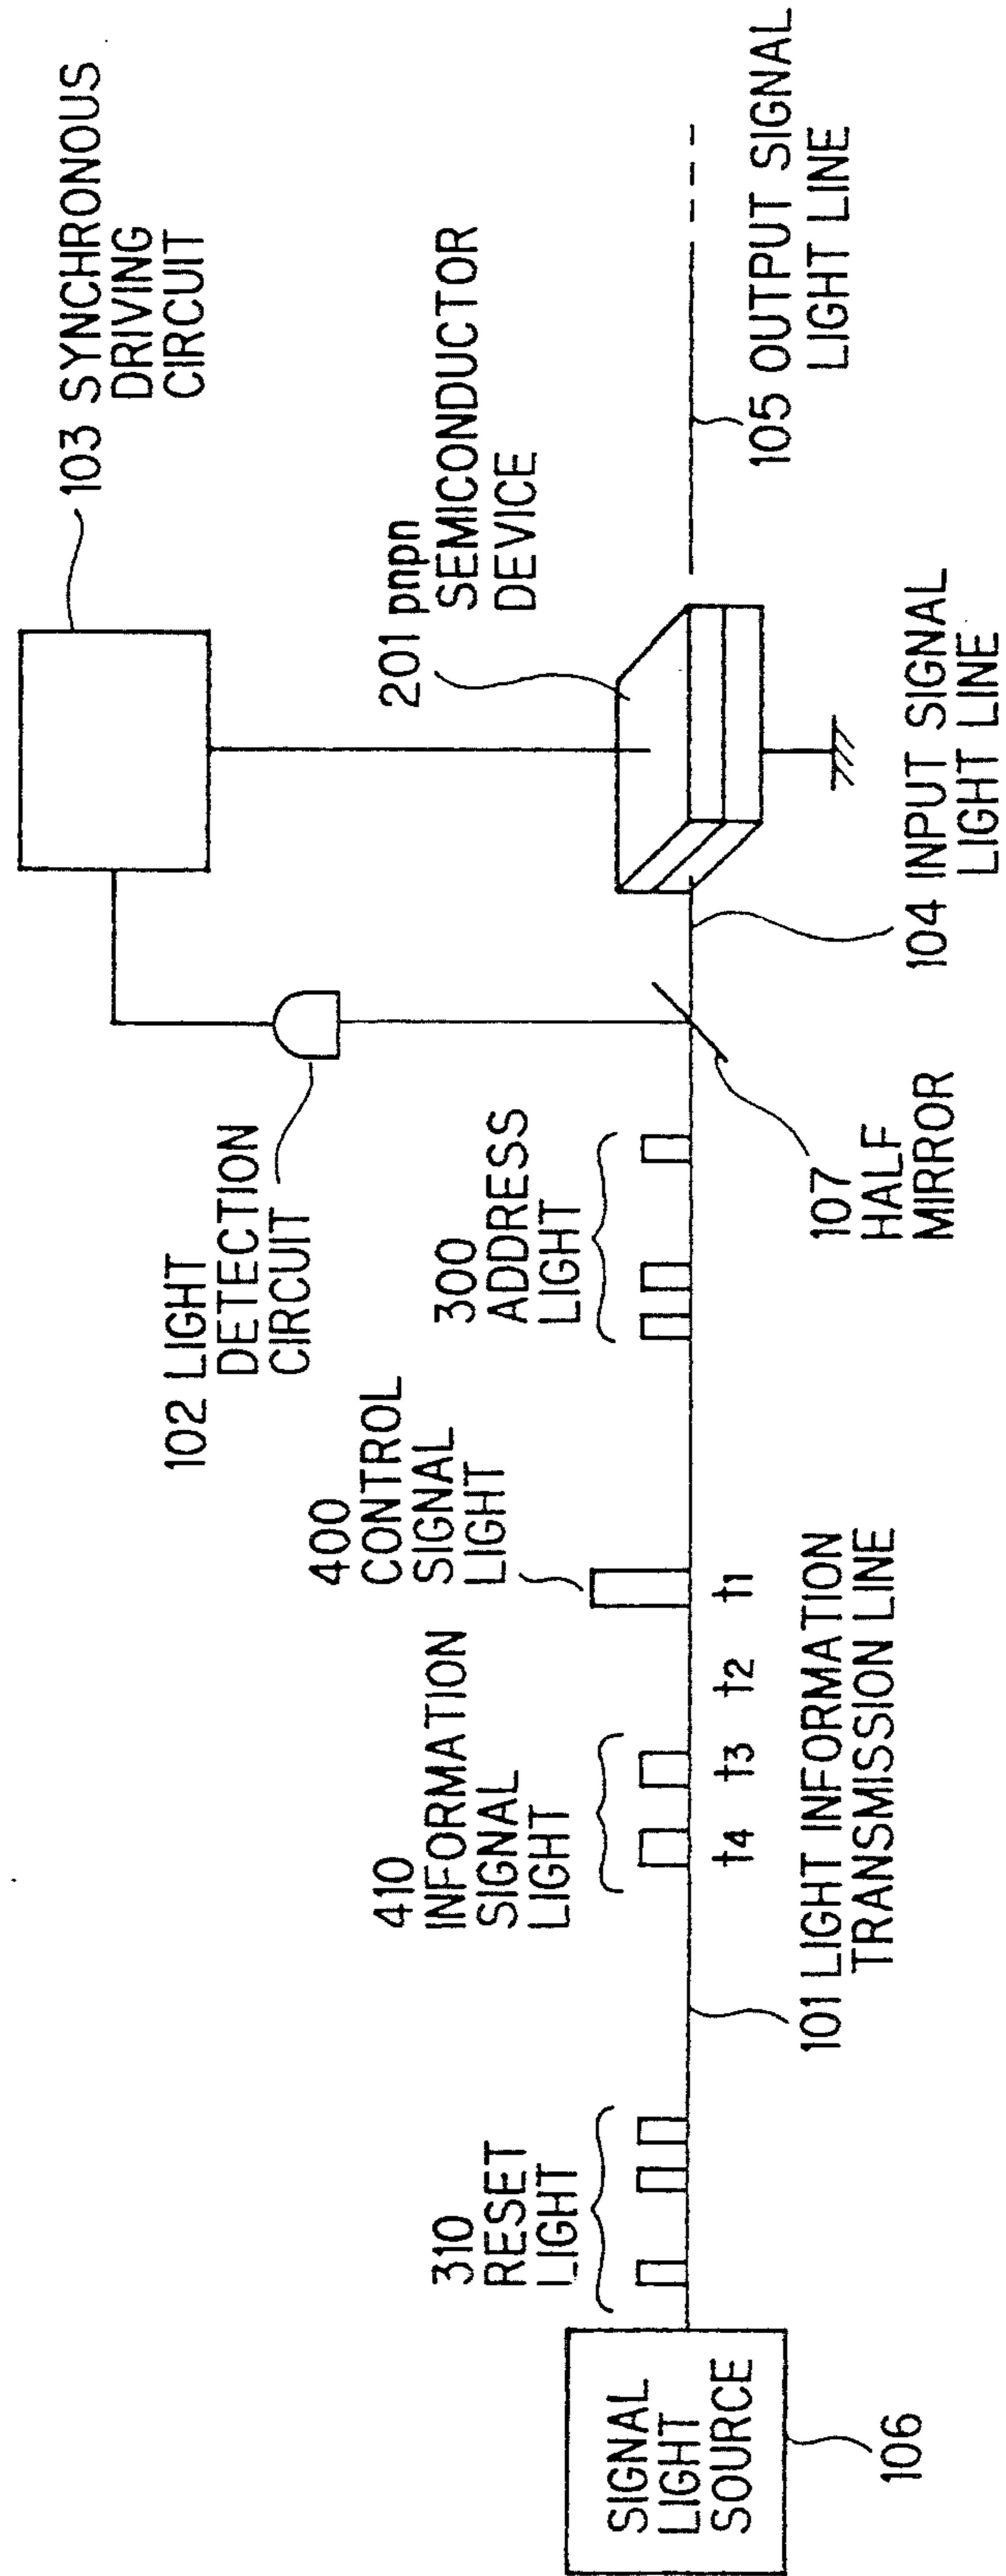 103 SYNCHRONOUS
DRIVING
CIRCUIT
102 LIGHT
DETECTION
CIRCUIT
201 pnpn
SEMICONDUCTOR
DEVICE
300
ADDRESS
LIGHT
400
CONTROL
SIGNAL
LIGHT
410
INFORMATION
SIGNAL
LIGHT
310
RESET
LIGHT
SIGNAL
LIGHT
SOURCE
106
101 LIGHT INFORMATION
TRANSMISSION LINE
t4
t3
t2
t1
107
HALF
MIRROR
104 INPUT SIGNAL
LIGHT LINE
105 OUTPUT SIGNAL
LIGHT LINE